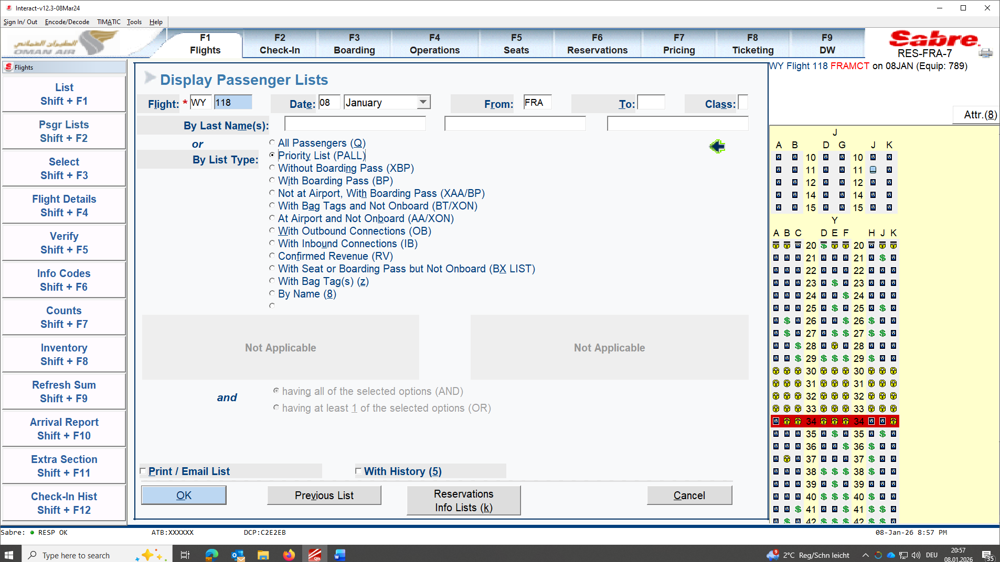 Interact-v12.3-08Mar24
Sign In/ Out Encode/Decode TIMATIC Tools Help
الطيران العماني
OMAN AIR
F1 Flights
F2 Check-In
F3 Boarding
F4 Operations
F5 Seats
F6 Reservations
F7 Pricing
F8 Ticketing
F9 DW
Sabre.
RES-FRA-7
WY Flight 118 FRAMCT on 08JAN (Equip: 789)
Attr.(8)
Flights
List
Shift + F1
Psgr Lists
Shift + F2
Select
Shift + F3
Flight Details
Shift + F4
Verify
Shift + F5
Info Codes
Shift + F6
Counts
Shift + F7
Inventory
Shift + F8
Refresh Sum
Shift + F9
Arrival Report
Shift + F10
Extra Section
Shift + F11
Check-In Hist
Shift + F12
Display Passenger Lists
Flight: * WY 118 Date: 08 January From: FRA To: Class:
By Last Name(s):
or
By List Type:
All Passengers (Q)
Priority List (PALL)
Without Boarding Pass (XBP)
With Boarding Pass (BP)
Not at Airport, With Boarding Pass (XAA/BP)
With Bag Tags and Not Onboard (BT/XON)
At Airport and Not Onboard (AA/XON)
With Outbound Connections (OB)
With Inbound Connections (IB)
Confirmed Revenue (RV)
With Seat or Boarding Pass but Not Onboard (BX LIST)
With Bag Tag(s) (z)
By Name (8)
Not Applicable Not Applicable
and
having all of the selected options (AND)
having at least 1 of the selected options (OR)
Print / Email List With History (5)
OK Previous List Reservations Info Lists (k) Cancel
J
A B D G J K
10 10
11 11
12 12
14 14
15 15
Y
A B C D E F H J K
20 $ 20
21 21 $
22 22
23 $ 23
24 $ 24
25 $ 25 $
$ 26 $ 26 $
$ 27 $ $ 27 $ $
$ 28 28
$ 29 $ $ $ 29 $
30 30
31 31
32 32
33 33
34 34
35 $ 35 $
36 $ 36 $
37 37 $
38 $ $ $ 38 $
39 $ 39
40 $ $ $ 40 $
$ 41 41 $ $
$ $ 42 $ $ $ 42 $ $
Sabre: RESP OK ATB:XXXXXX DCP:C2E2EB 08-Jan-26 8:57 PM
Type here to search
Qik
W
9
2°C Reg/Schn leicht
DEU
20:57
08.01.2026
35